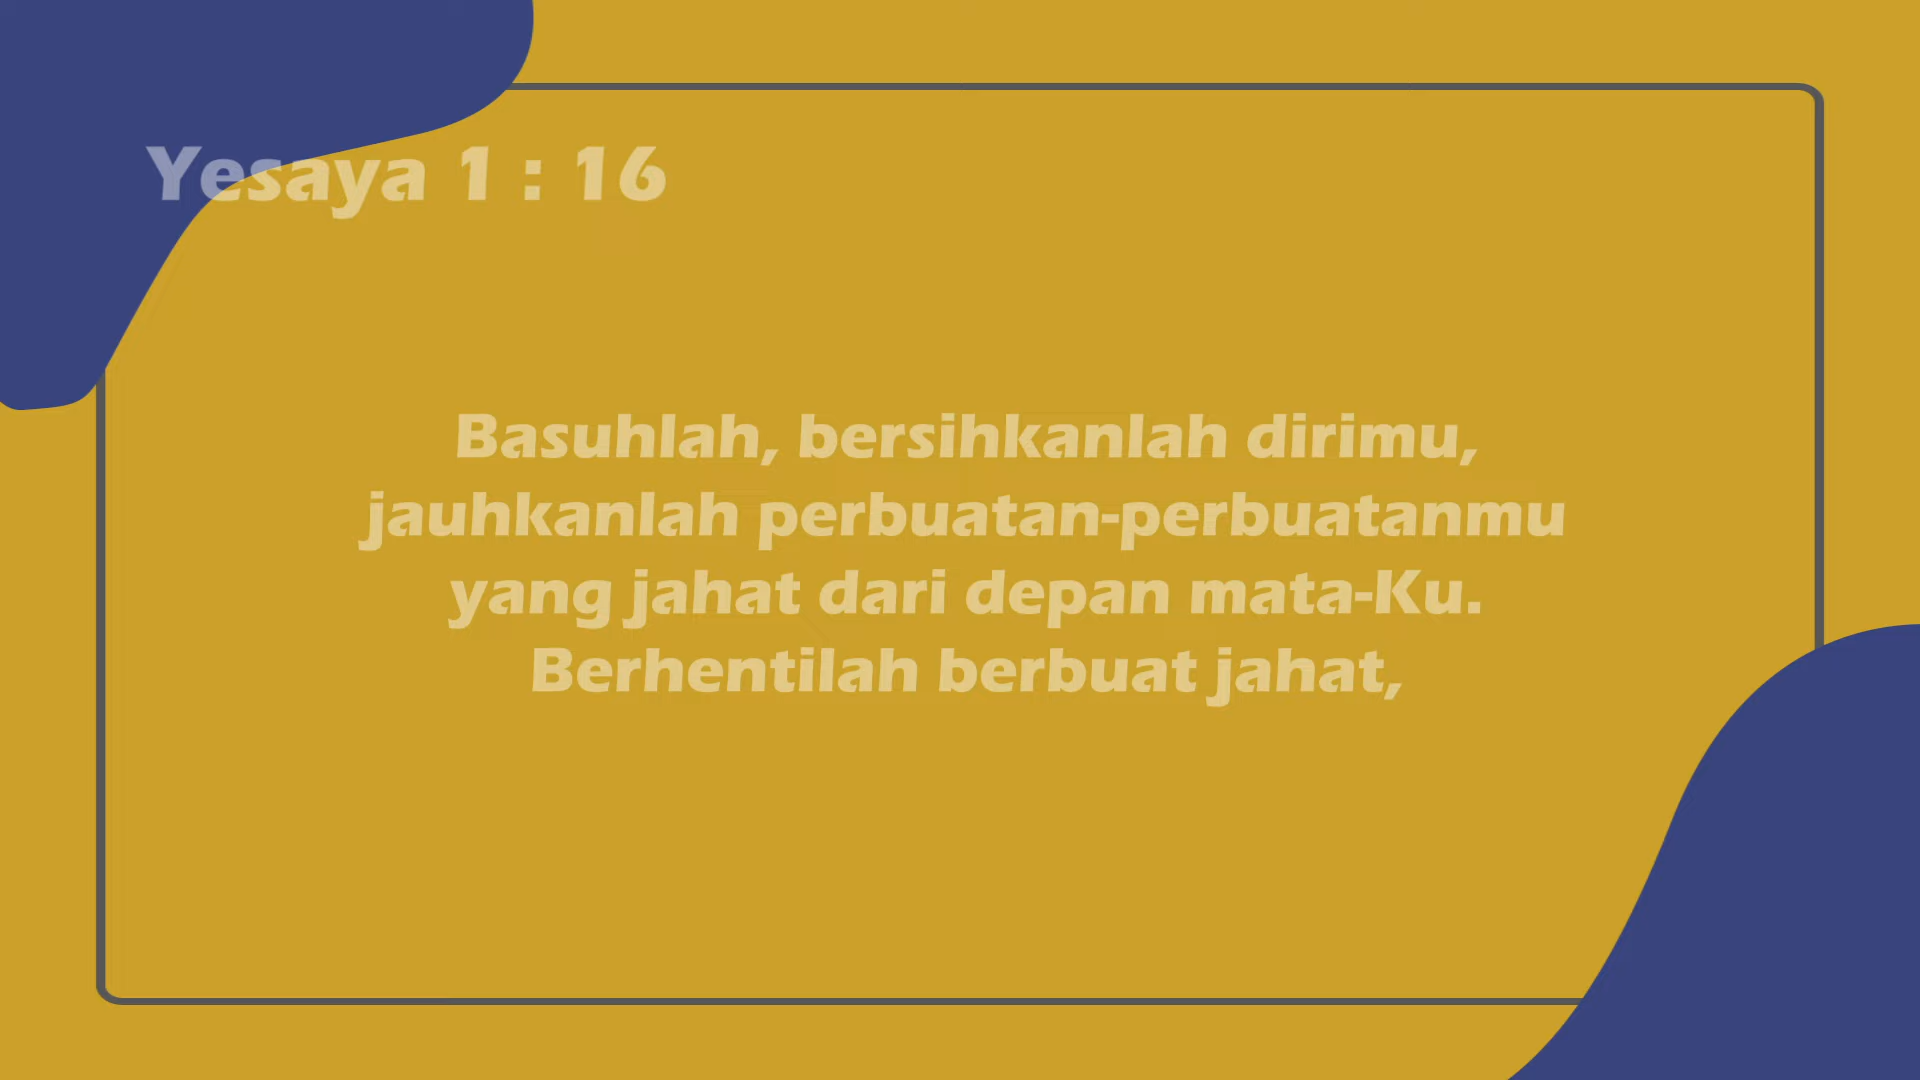 Yesaya 1 : 16
Basuhlah, bersihkanlah dirimu,
jauhkanlah perbuatan-perbuatanmu
yang jahat dari depan mata-Ku.
Berhentilah berbuat jahat,